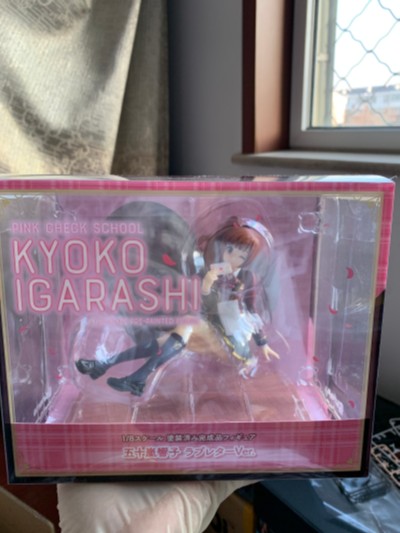 PINK CHECK SCHOOL
KYOKO
IGARASHI
1/8スケール 塗装済み完成品フィギュア
五十嵐響子 ラブレターVer.